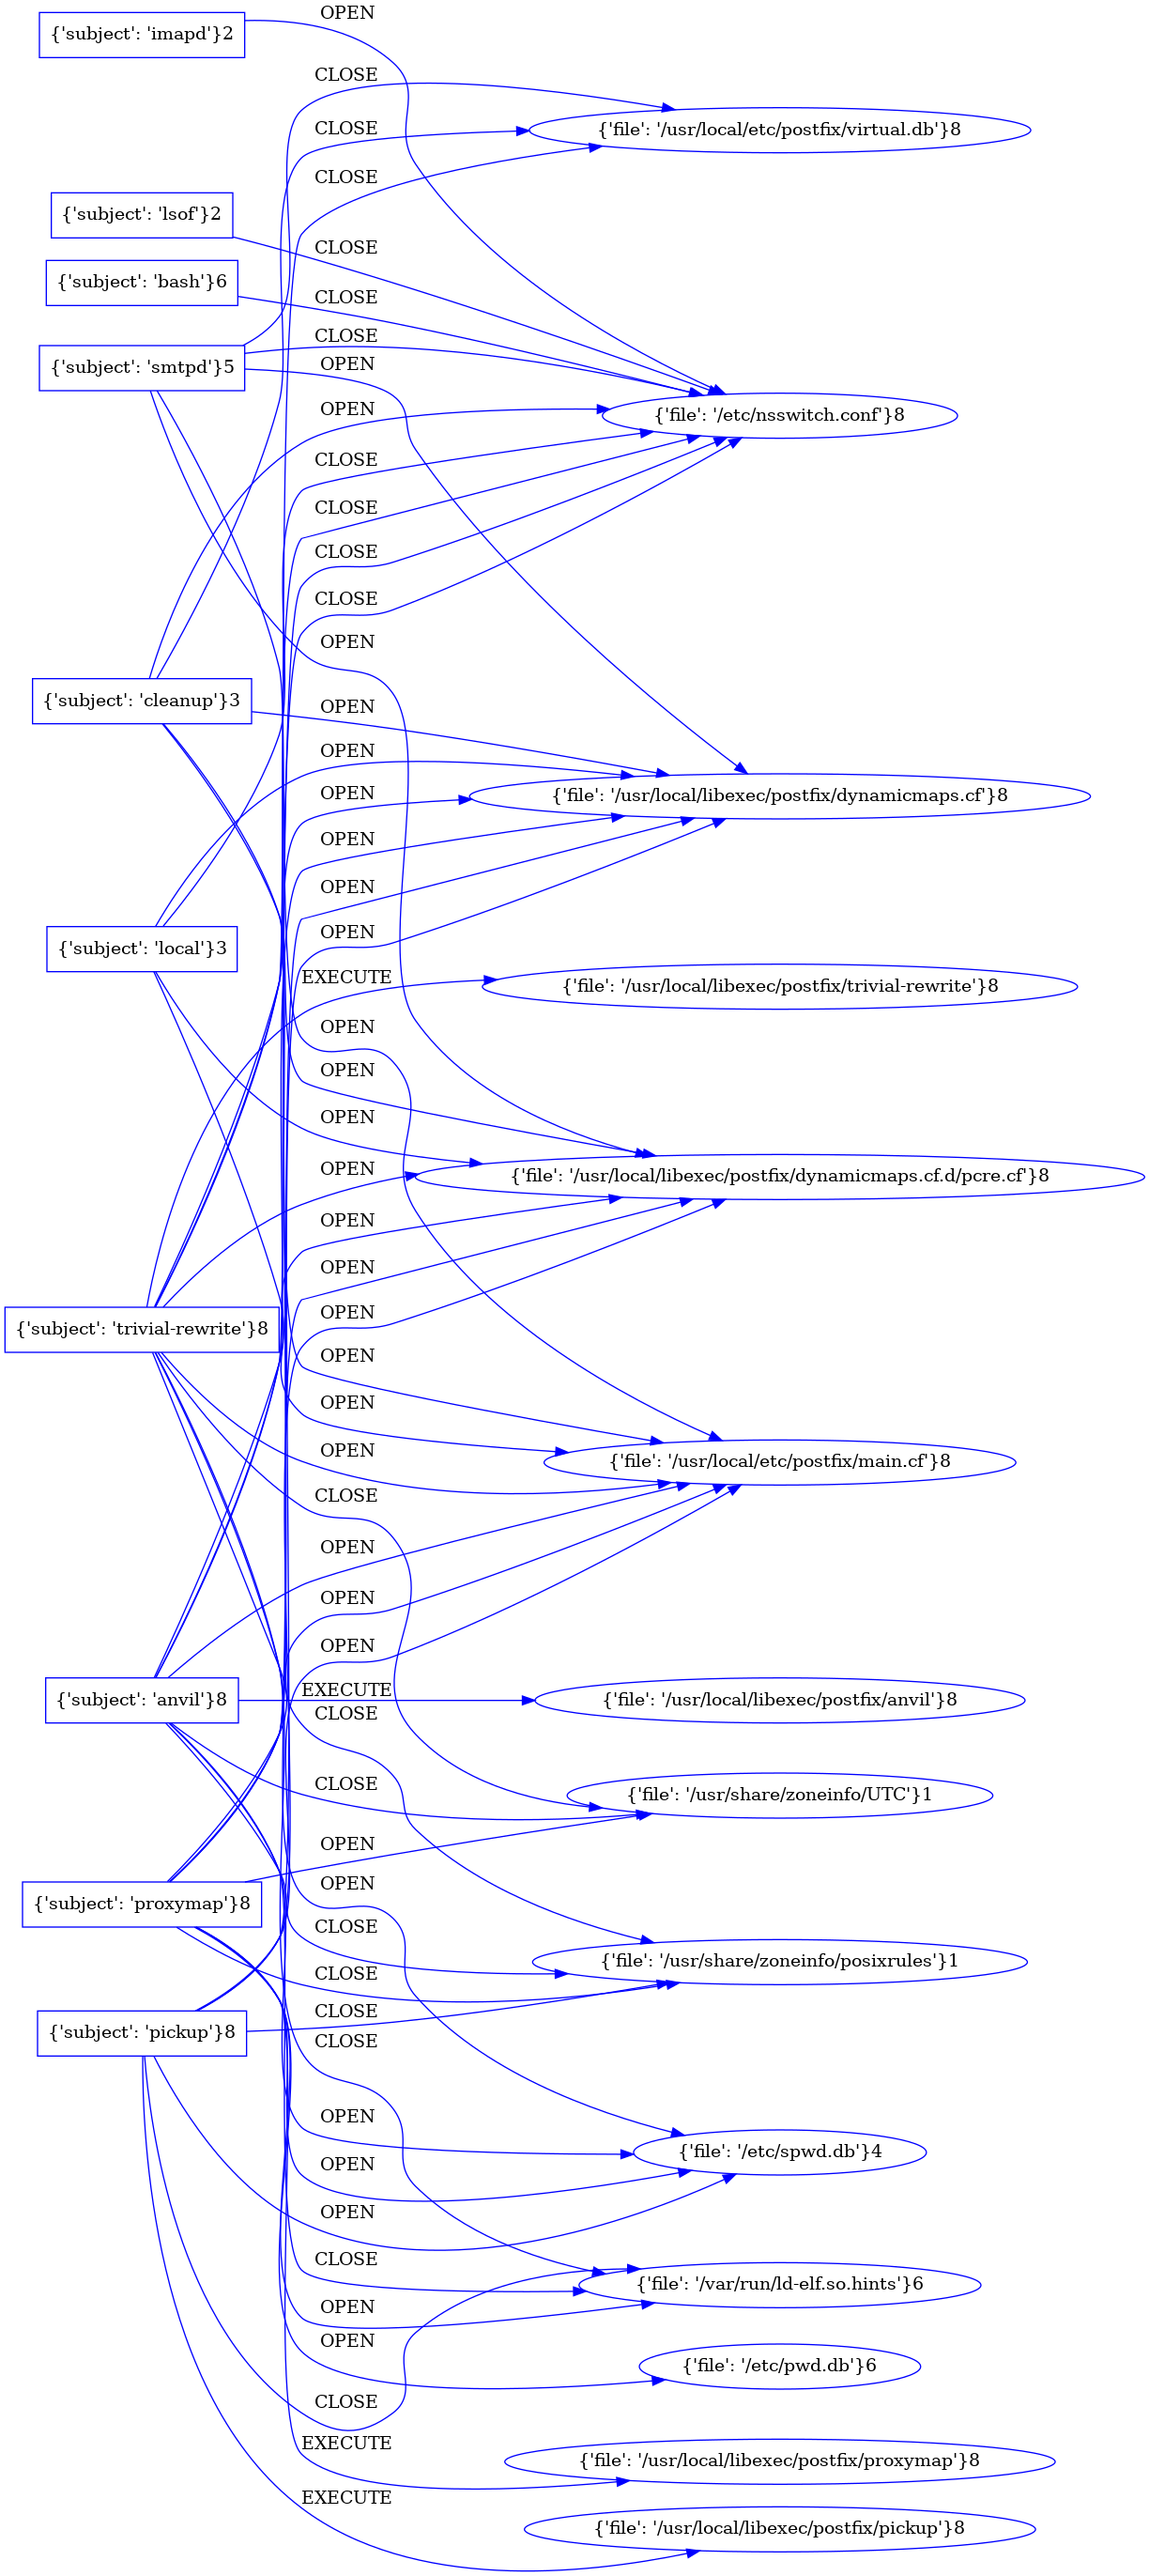 OPEN
{'subject': 'imapd'}2
CLOSE
CLOSE
{'file': '/usr/local/etc/postfix/virtual.db'}8
CLOSE
{'subject': 'lsof'}2
CLOSE
{'subject': 'bash'}6
CLOSE
CLOSE
{'subject': 'smtpd'}5
OPEN
OPEN
{'file': '/etc/nsswitch.conf'}8
CLOSE
CLOSE
CLOSE
CLOSE
OPEN
{'subject': 'cleanup'}3
OPEN
OPEN
OPEN
{'file': '/usr/local/libexec/postfix/dynamicmaps.cf'}8
OPEN
OPEN
OPEN
{'subject': 'local'}3
EXECUTE
{'file': '/usr/local/libexec/postfix/trivial-rewrite'}8
OPEN
OPEN
OPEN
OPEN
{'file': '/usr/local/libexec/postfix/dynamicmaps.cf.d/pcre.cf'}8
OPEN
OPEN
OPEN
{'subject': 'trivial-rewrite'}8
OPEN
OPEN
OPEN
{'file': '/usr/local/etc/postfix/main.cf'}8
CLOSE
OPEN
OPEN
OPEN
EXECUTE
{'subject': 'anvil'}8
{'file': '/usr/local/libexec/postfix/anvil'}8
CLOSE
CLOSE
{'file': '/usr/share/zoneinfo/UTC'}1
OPEN
OPEN
{'subject': 'proxymap'}8
CLOSE
{'file': '/usr/share/zoneinfo/posixrules'}1
CLOSE
CLOSE
{'subject': 'pickup'}8
CLOSE
OPEN
{'file': '/etc/spwd.db'}4
OPEN
OPEN
CLOSE
{'file': '/var/run/ld-elf.so.hints'}6
OPEN
OPEN
{'file': '/etc/pwd.db'}6
CLOSE
EXECUTE
{'file': '/usr/local/libexec/postfix/proxymap'}8
EXECUTE
{'file': '/usr/local/libexec/postfix/pickup'}8